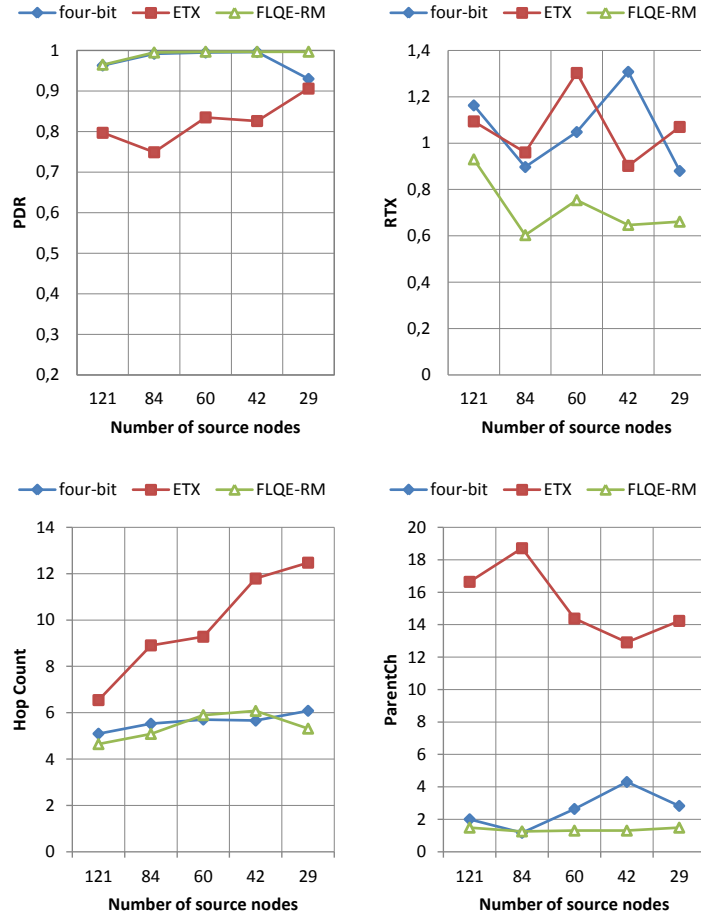 four-bit ETX FLQE-RM
1
0,9
0,8
0,7
0,6
0,5
0,4
0,3
0,2
PDR
121 84 60 42 29
Number of source nodes
four-bit ETX FLQE-RM
1,4
1,2
1
0,8
0,6
0,4
0,2
0
RTX
121 84 60 42 29
Number of source nodes
four-bit ETX FLQE-RM
14
12
10
8
6
4
2
0
Hop Count
121 84 60 42 29
Number of source nodes
four-bit ETX FLQE-RM
20
18
16
14
12
10
8
6
4
2
0
ParentCh
121 84 60 42 29
Number of source nodes